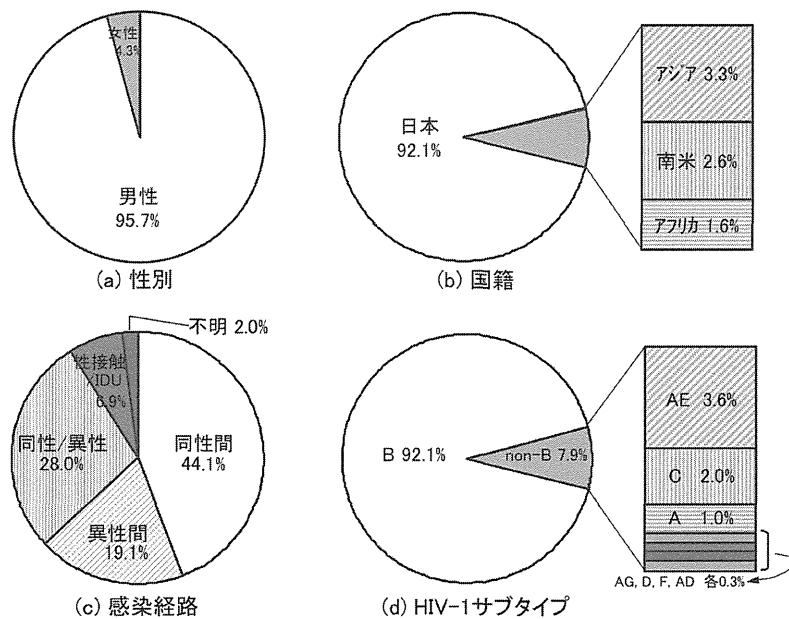 女性
4.3%
男性
95.7%
(a) 性別
日本
92.1%
アジア 3.3%
南米 2.6%
アフリカ 1.6%
(b) 国籍
不明 2.0%
性接触
/IDU
6.9%
同性/異性
28.0%
同性間
44.1%
異性間
19.1%
(c) 感染経路
B 92.1%
non-B 7.9%
AE 3.6%
C 2.0%
A 1.0%
AG, D, F, AD 各0.3%
(d) HIV-1サブタイプ